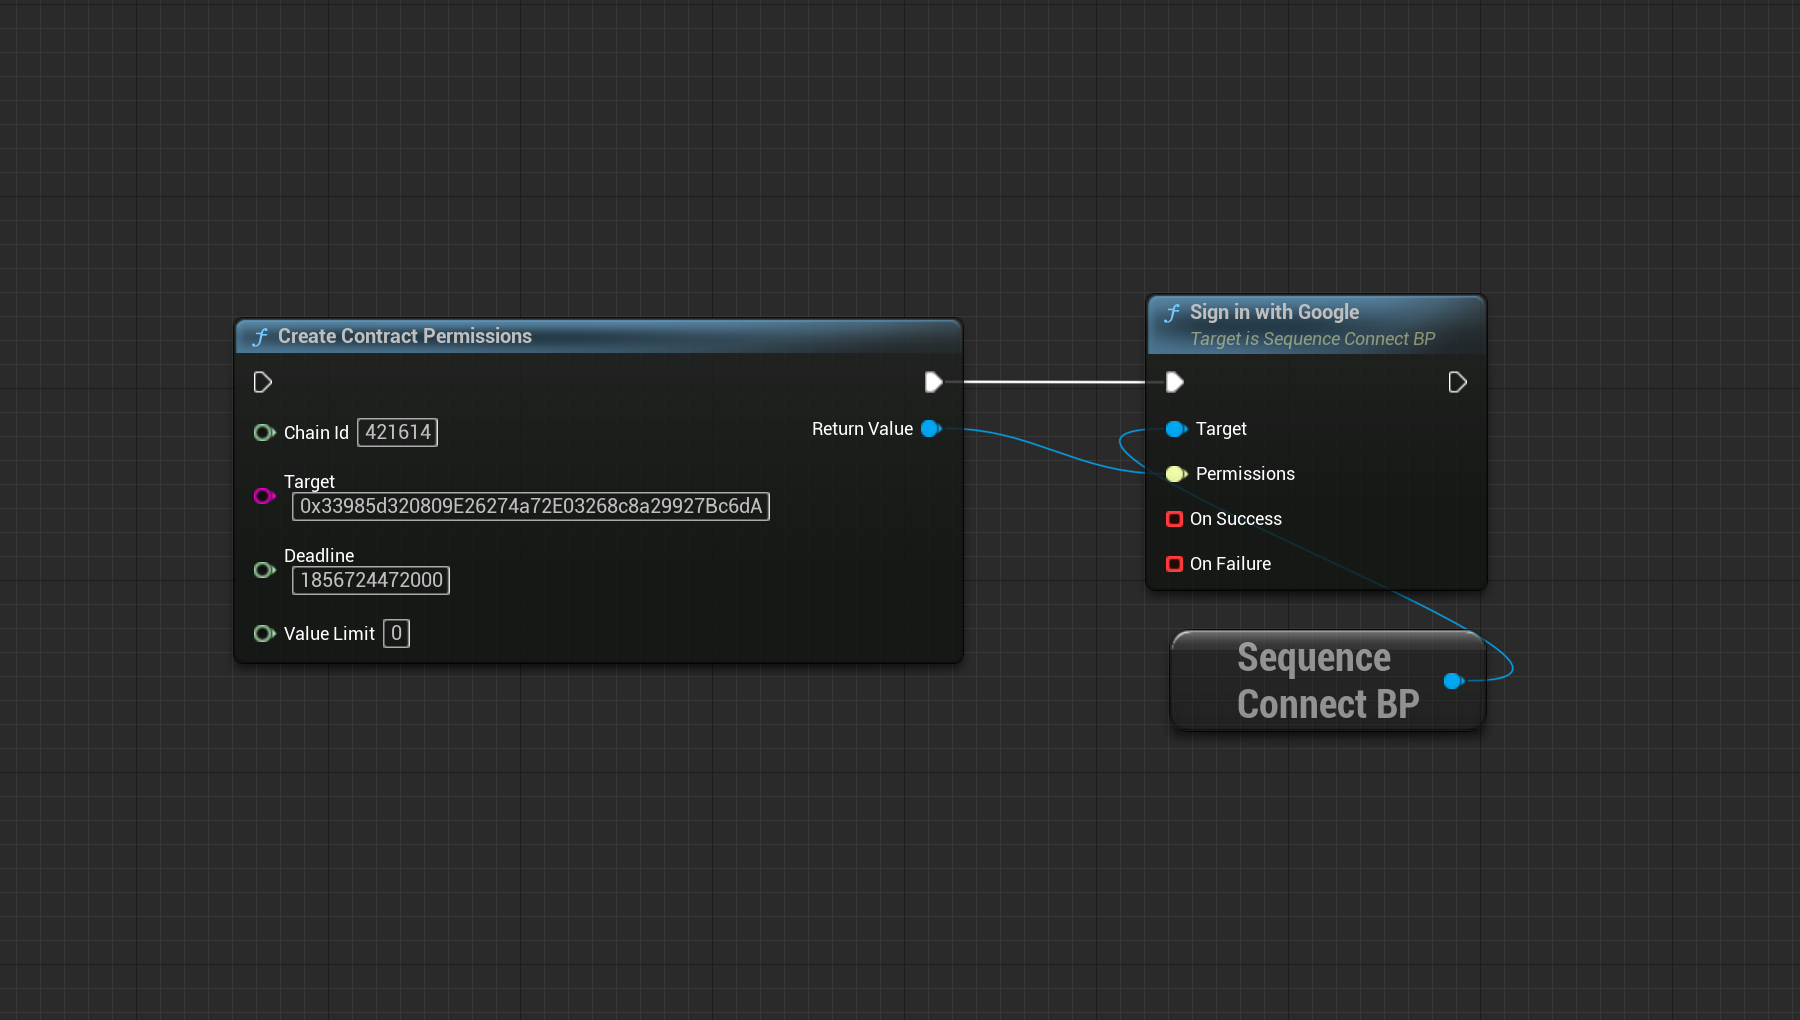 Create Contract Permissions
Chain Id 421614
Return Value
Target
0x33985d320809E26274a72E03268c8a29927Bc6dA
Deadline
1856724472000
Value Limit 0
Sign in with Google
Target is Sequence Connect BP
Target
Permissions
On Success
On Failure
Sequence
Connect BP